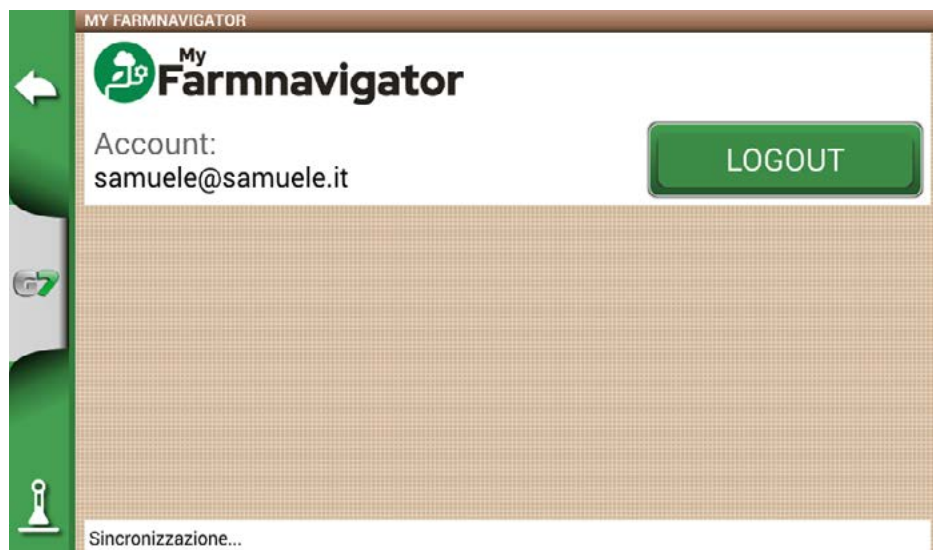 MY FARMNAVIGATOR
My
Farmnavigator
Account:
samuele@samuele.it
LOGOUT
G7
Sincronizzazione...